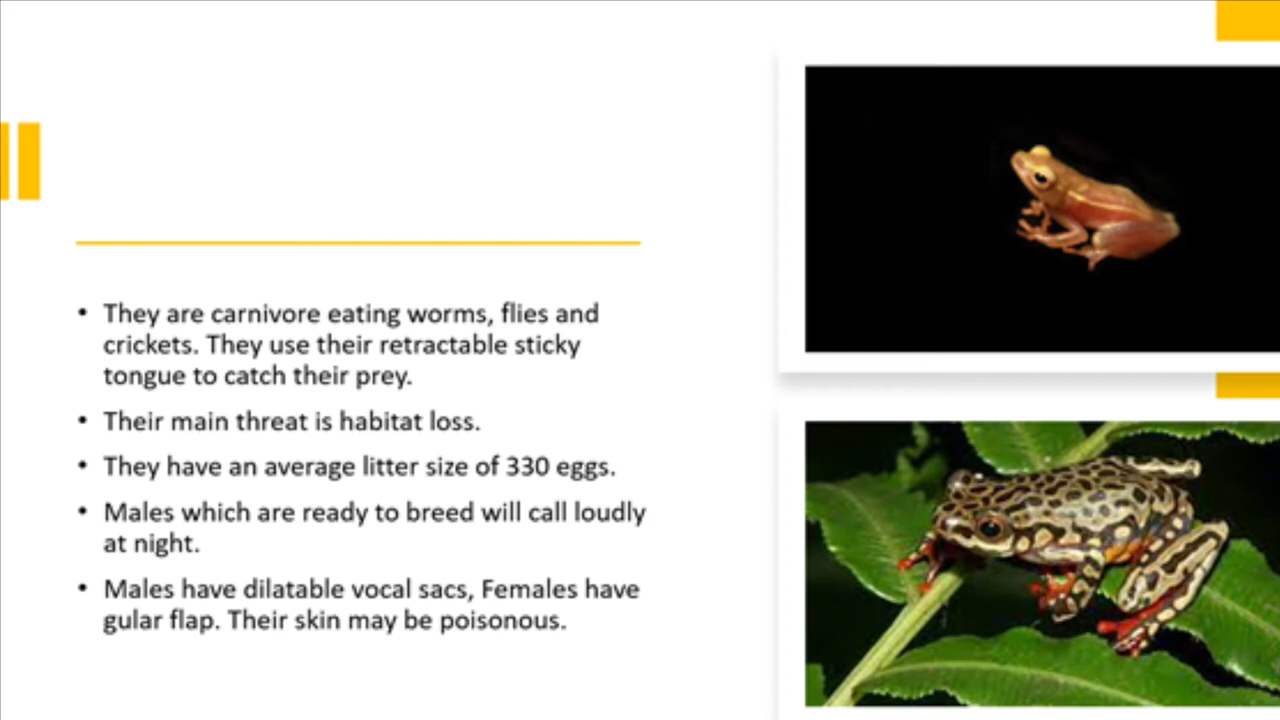 • They are carnivore eating worms, flies and
crickets. They use their retractable sticky
tongue to catch their prey.
• Their main threat is habitat loss.
• They have an average litter size of 330 eggs.
• Males which are ready to breed will call loudly
at night.
• Males have dilatable vocal sacs, Females have
gular flap. Their skin may be poisonous.